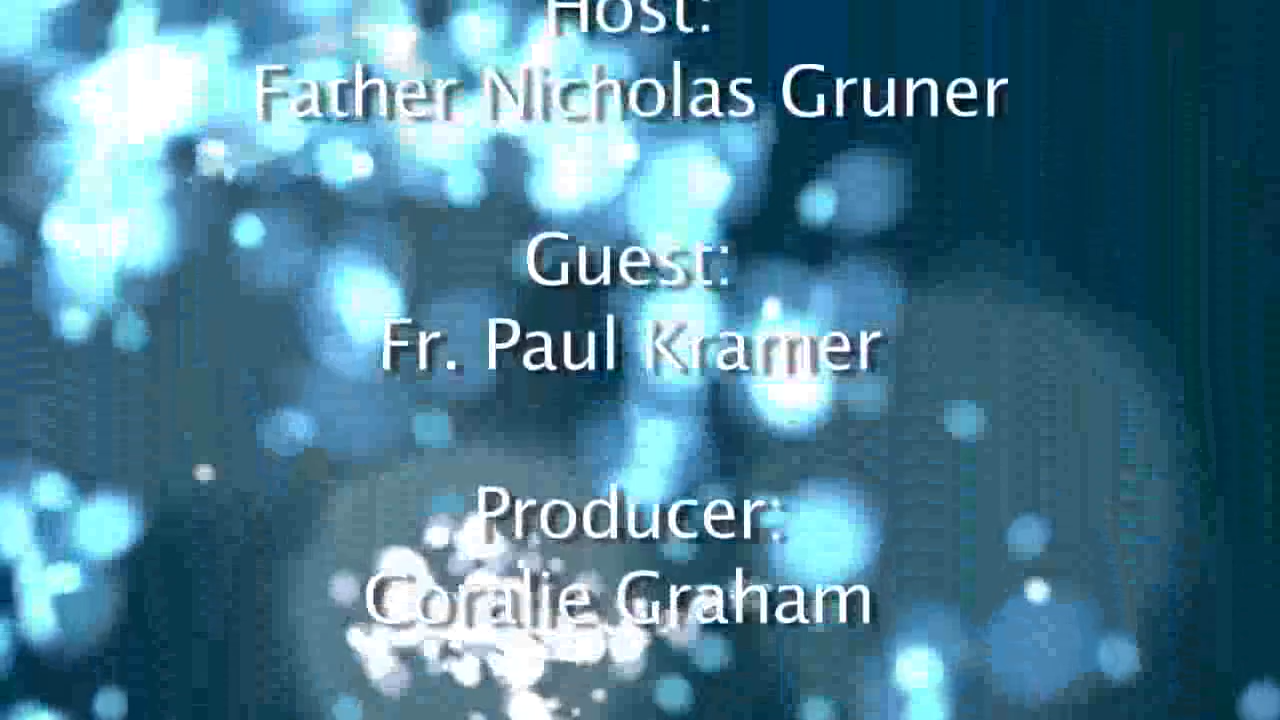 Host:
Father Nicholas Gruner
Guest:
Fr. Paul Kramer
Producer:
Coralie Graham